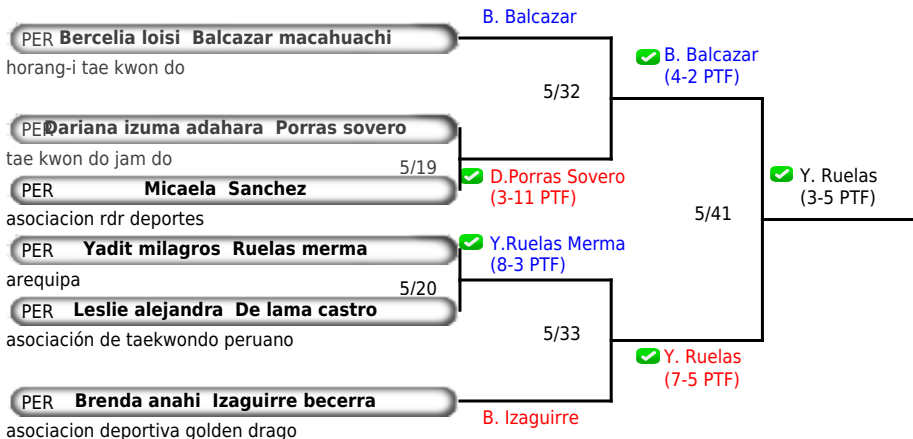 B. Balcazar
PER Bercelia loisi Balcazar macahuachi
horang-i tae kwon do
B. Balcazar
(4-2 PTF)
5/32
PER Dariana izuma adahara Porras sovero
tae kwon do jam do
5/19
D.Porras Sovero
(3-11 PTF)
PER Micaela Sanchez
asociacion rdr deportes
Y. Ruelas
(3-5 PTF)
5/41
PER Yadit milagros Ruelas merma
arequipa
Y.Ruelas Merma
(8-3 PTF)
5/20
PER Leslie alejandra De lama castro
asociación de taekwondo peruano
5/33
Y. Ruelas
(7-5 PTF)
PER Brenda anahi Izaguirre becerra
asociacion deportiva golden drago
B. Izaguirre